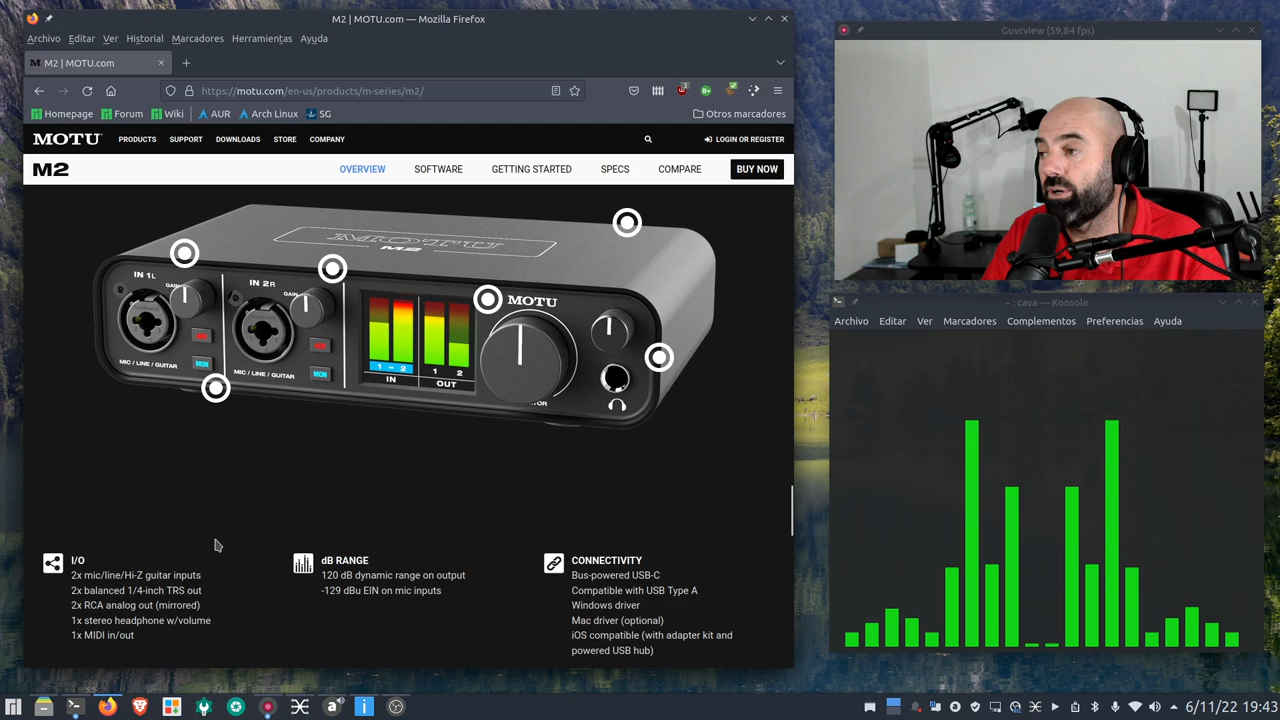 M2 | MOTU.com — Mozilla Firefox
Archivo Editar Ver Historial Marcadores Herramientas Ayuda
M2 | MOTU.com
https://motu.com/en-us/products/m-series/m2/
Homepage Forum Wiki AUR Arch Linux SG Otros marcadores
MOTU PRODUCTS SUPPORT DOWNLOADS STORE COMPANY LOGIN OR REGISTER
M2 OVERVIEW SOFTWARE GETTING STARTED SPECS COMPARE BUY NOW
MOTU
M2
IN 1L
GAIN
48V
MON
MIC / LINE / GUITAR
IN 2R
GAIN
48V
MON
MIC / LINE / GUITAR
1 - 2
IN
1 2
OUT
MOTU
I/O
2x mic/line/Hi-Z guitar inputs
2x balanced 1/4-inch TRS out
2x RCA analog out (mirrored)
1x stereo headphone w/volume
1x MIDI in/out
dB RANGE
120 dB dynamic range on output
-129 dBu EIN on mic inputs
CONNECTIVITY
Bus-powered USB-C
Compatible with USB Type A
Windows driver
Mac driver (optional)
iOS compatible (with adapter kit and
powered USB hub)
Guvcview (59,84 fps)
~ : cava — Konsole
Archivo Editar Ver Marcadores Complementos Preferencias Ayuda
6/11/22 19:43